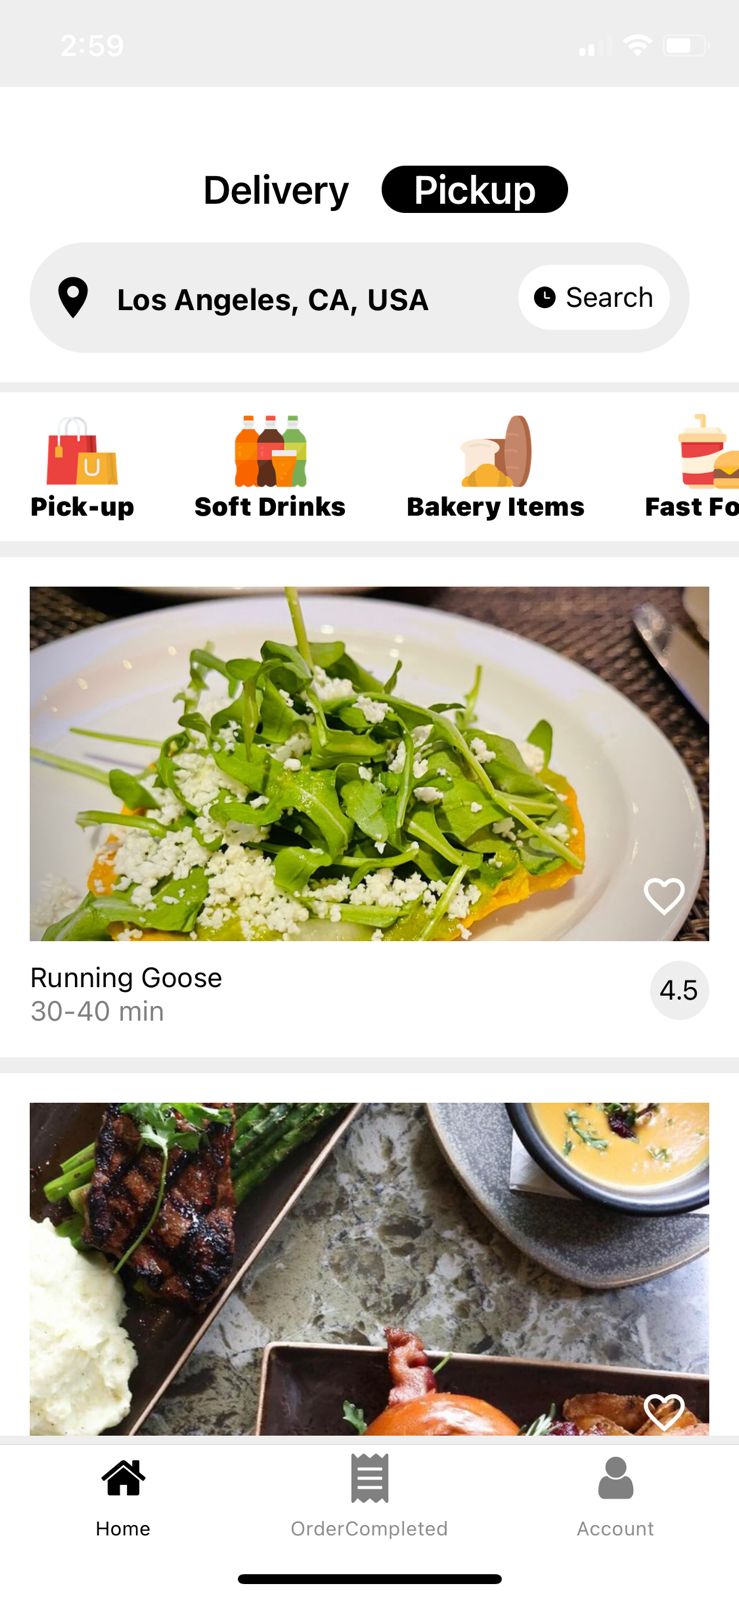 2:59
Delivery Pickup
Los Angeles, CA, USA Search
Pick-up Soft Drinks Bakery Items Fast Fo
Running Goose
30-40 min
4.5
Home OrderCompleted Account